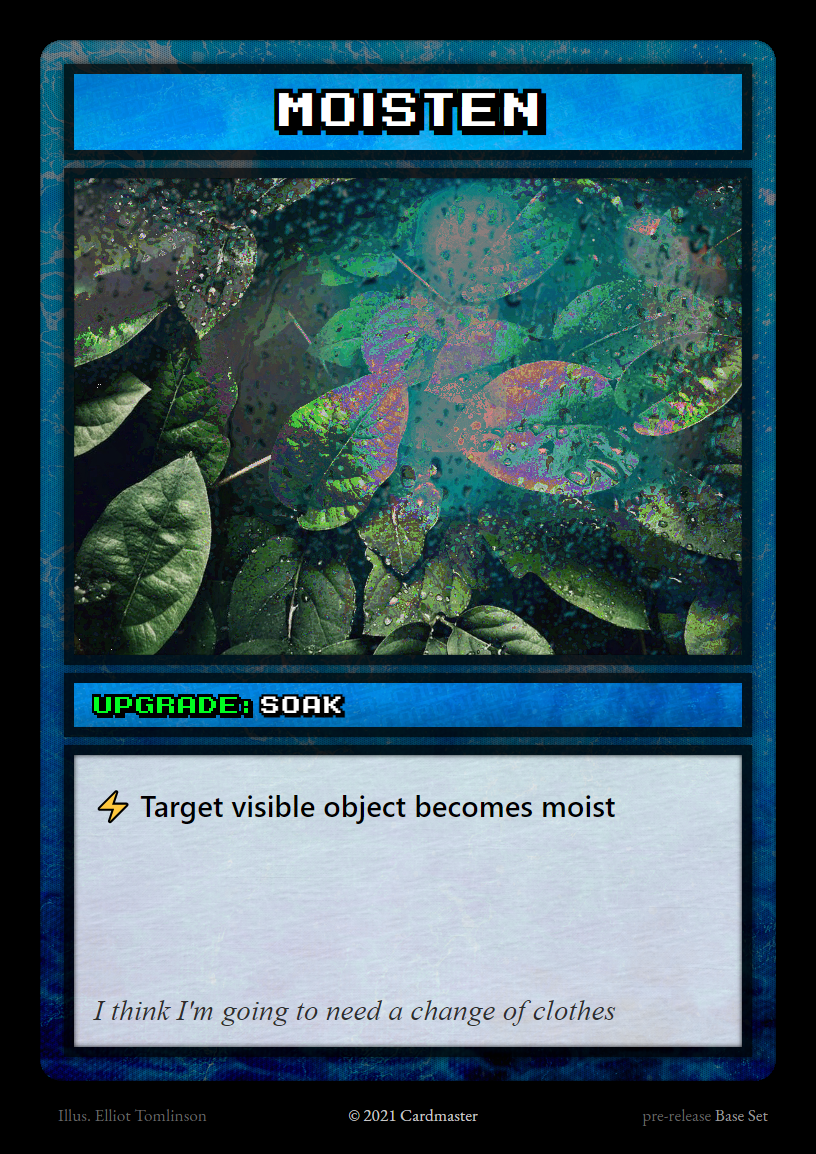 MOISTEN
UPGRADE: SOAK
⚡ Target visible object becomes moist
I think I'm going to need a change of clothes
Illus. Elliot Tomlinson © 2021 Cardmaster pre-release Base Set